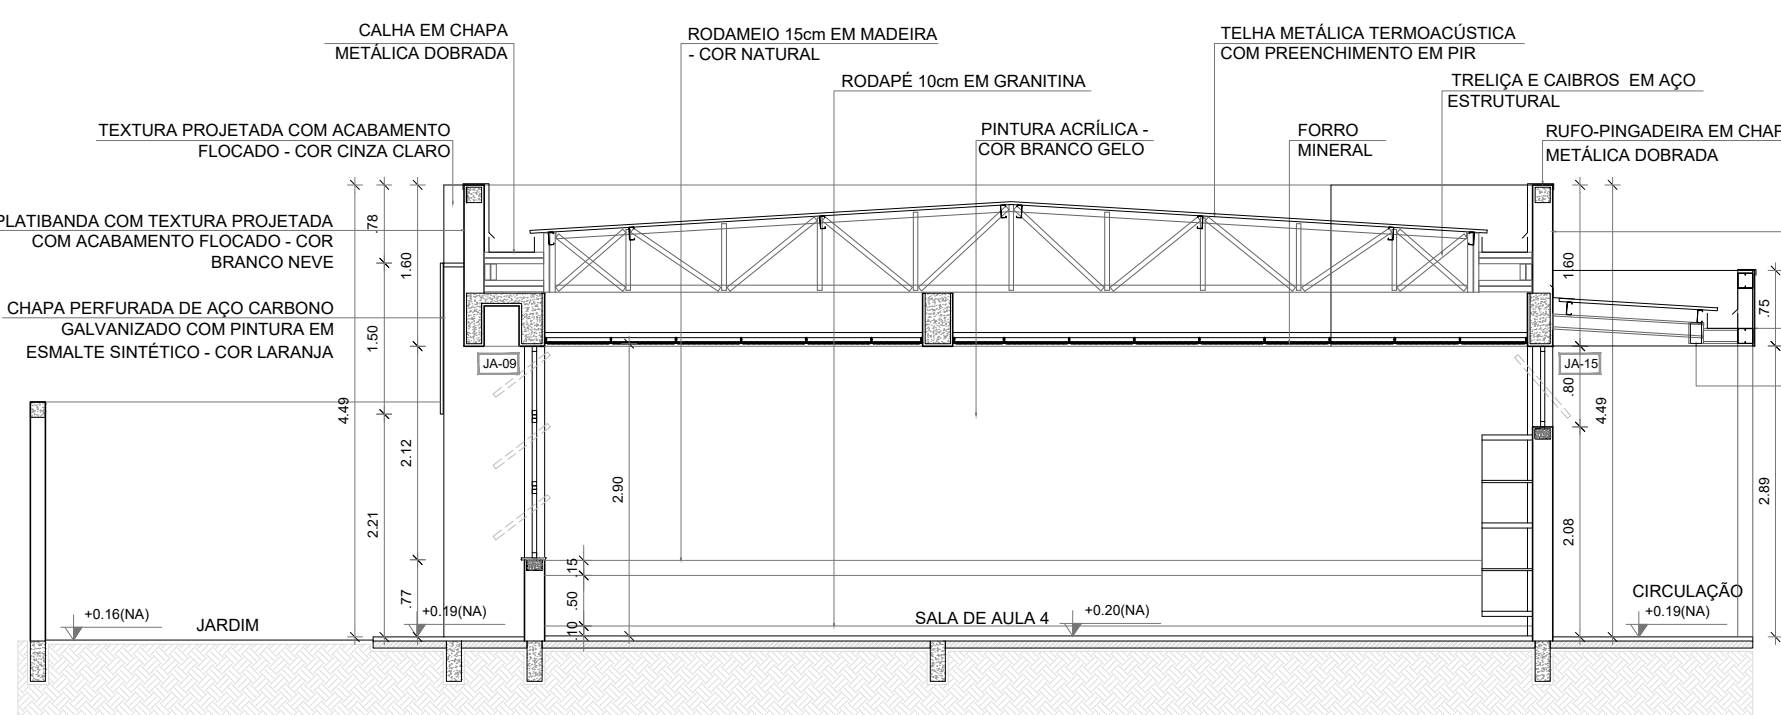 CALHA EM CHAPA
METÁLICA DOBRADA
RODAMEIO 15cm EM MADEIRA
- COR NATURAL
TELHA METÁLICA TERMOACÚSTICA
COM PREENCHIMENTO EM PIR
RODAPÉ 10cm EM GRANITINA
TRELIÇA E CAIBROS EM AÇO
ESTRUTURAL
TEXTURA PROJETADA COM ACABAMENTO
FLOCADO - COR CINZA CLARO
PINTURA ACRÍLICA -
COR BRANCO GELO
FORRO
MINERAL
RUFO-PINGADEIRA EM CHAP
METÁLICA DOBRADA
PLATIBANDA COM TEXTURA PROJETADA
COM ACABAMENTO FLOCADO - COR
BRANCO NEVE
CHAPA PERFURADA DE AÇO CARBONO
GALVANIZADO COM PINTURA EM
ESMALTE SINTÉTICO - COR LARANJA
.78
1.60
1.50
4.49
2.12
2.21
.77
JA-09
2.90
.15
.50
.10
1.60
.75
JA-15
.80
4.49
2.89
2.08
+0.16(NA)
JARDIM
+0.19(NA)
SALA DE AULA 4
+0.20(NA)
CIRCULAÇÃO
+0.19(NA)